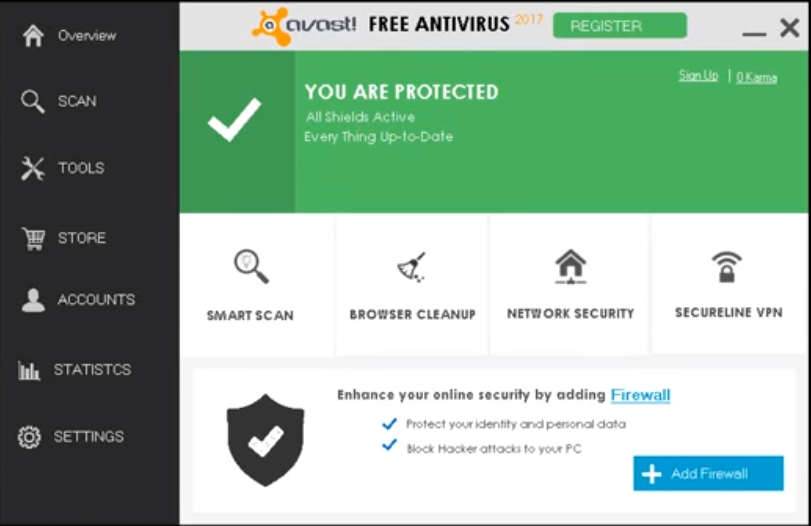 Overview
SCAN
TOOLS
STORE
ACCOUNTS
STATISTCS
SETTINGS
avast! FREE ANTIVIRUS 2017 REGISTER
Sign Up | 0 Karma
YOU ARE PROTECTED
All Shields Active
Every Thing Up-to-Date
SMART SCAN
BROWSER CLEANUP
NETWORK SECURITY
SECURELINE VPN
Enhance your online security by adding Firewall
Protect your identity and personal data
Block Hacker attacks to your PC
Add Firewall